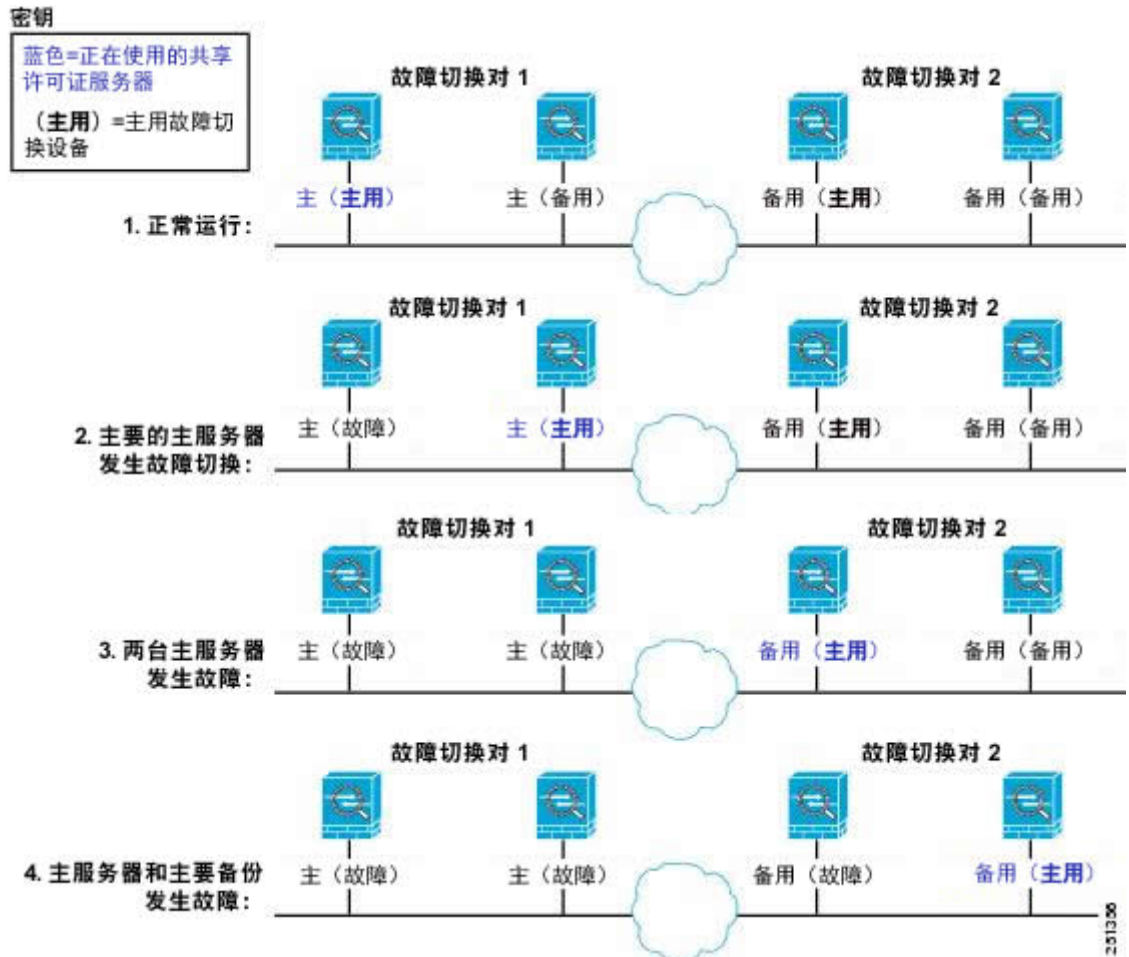 密钥
蓝色=正在使用的共享
许可证服务器
（主用）=主用故障切
换设备
故障切换对 1
故障切换对 2
主（主用）
主（备用）
备用（主用）
备用（备用）
1. 正常运行：
故障切换对 1
故障切换对 2
2. 主要的主服务器
发生故障切换：
主（故障）
主（主用）
备用（主用）
备用（备用）
故障切换对 1
故障切换对 2
3. 两台主服务器
发生故障：
主（故障）
主（故障）
备用（主用）
备用（备用）
故障切换对 1
故障切换对 2
4. 主服务器和主要备份
发生故障：
主（故障）
主（故障）
备用（故障）
备用（主用）
251356